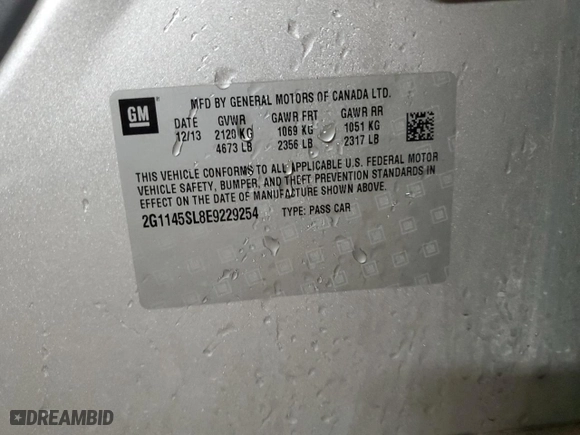 GM
MFD BY GENERAL MOTORS OF CANADA LTD.
DATE GVWR GAWR FRT GAWR RR
12/13 2120 KG 1069 KG 1051 KG
4673 LB 2356 LB 2317 LB
THIS VEHICLE CONFORMS TO ALL APPLICABLE U.S. FEDERAL MOTOR
VEHICLE SAFETY, BUMPER, AND THEFT PREVENTION STANDARDS IN
EFFECT ON THE DATE OF MANUFACTURE SHOWN ABOVE.
2G1145SL8E9229254 TYPE: PASS CAR
DREAMBID